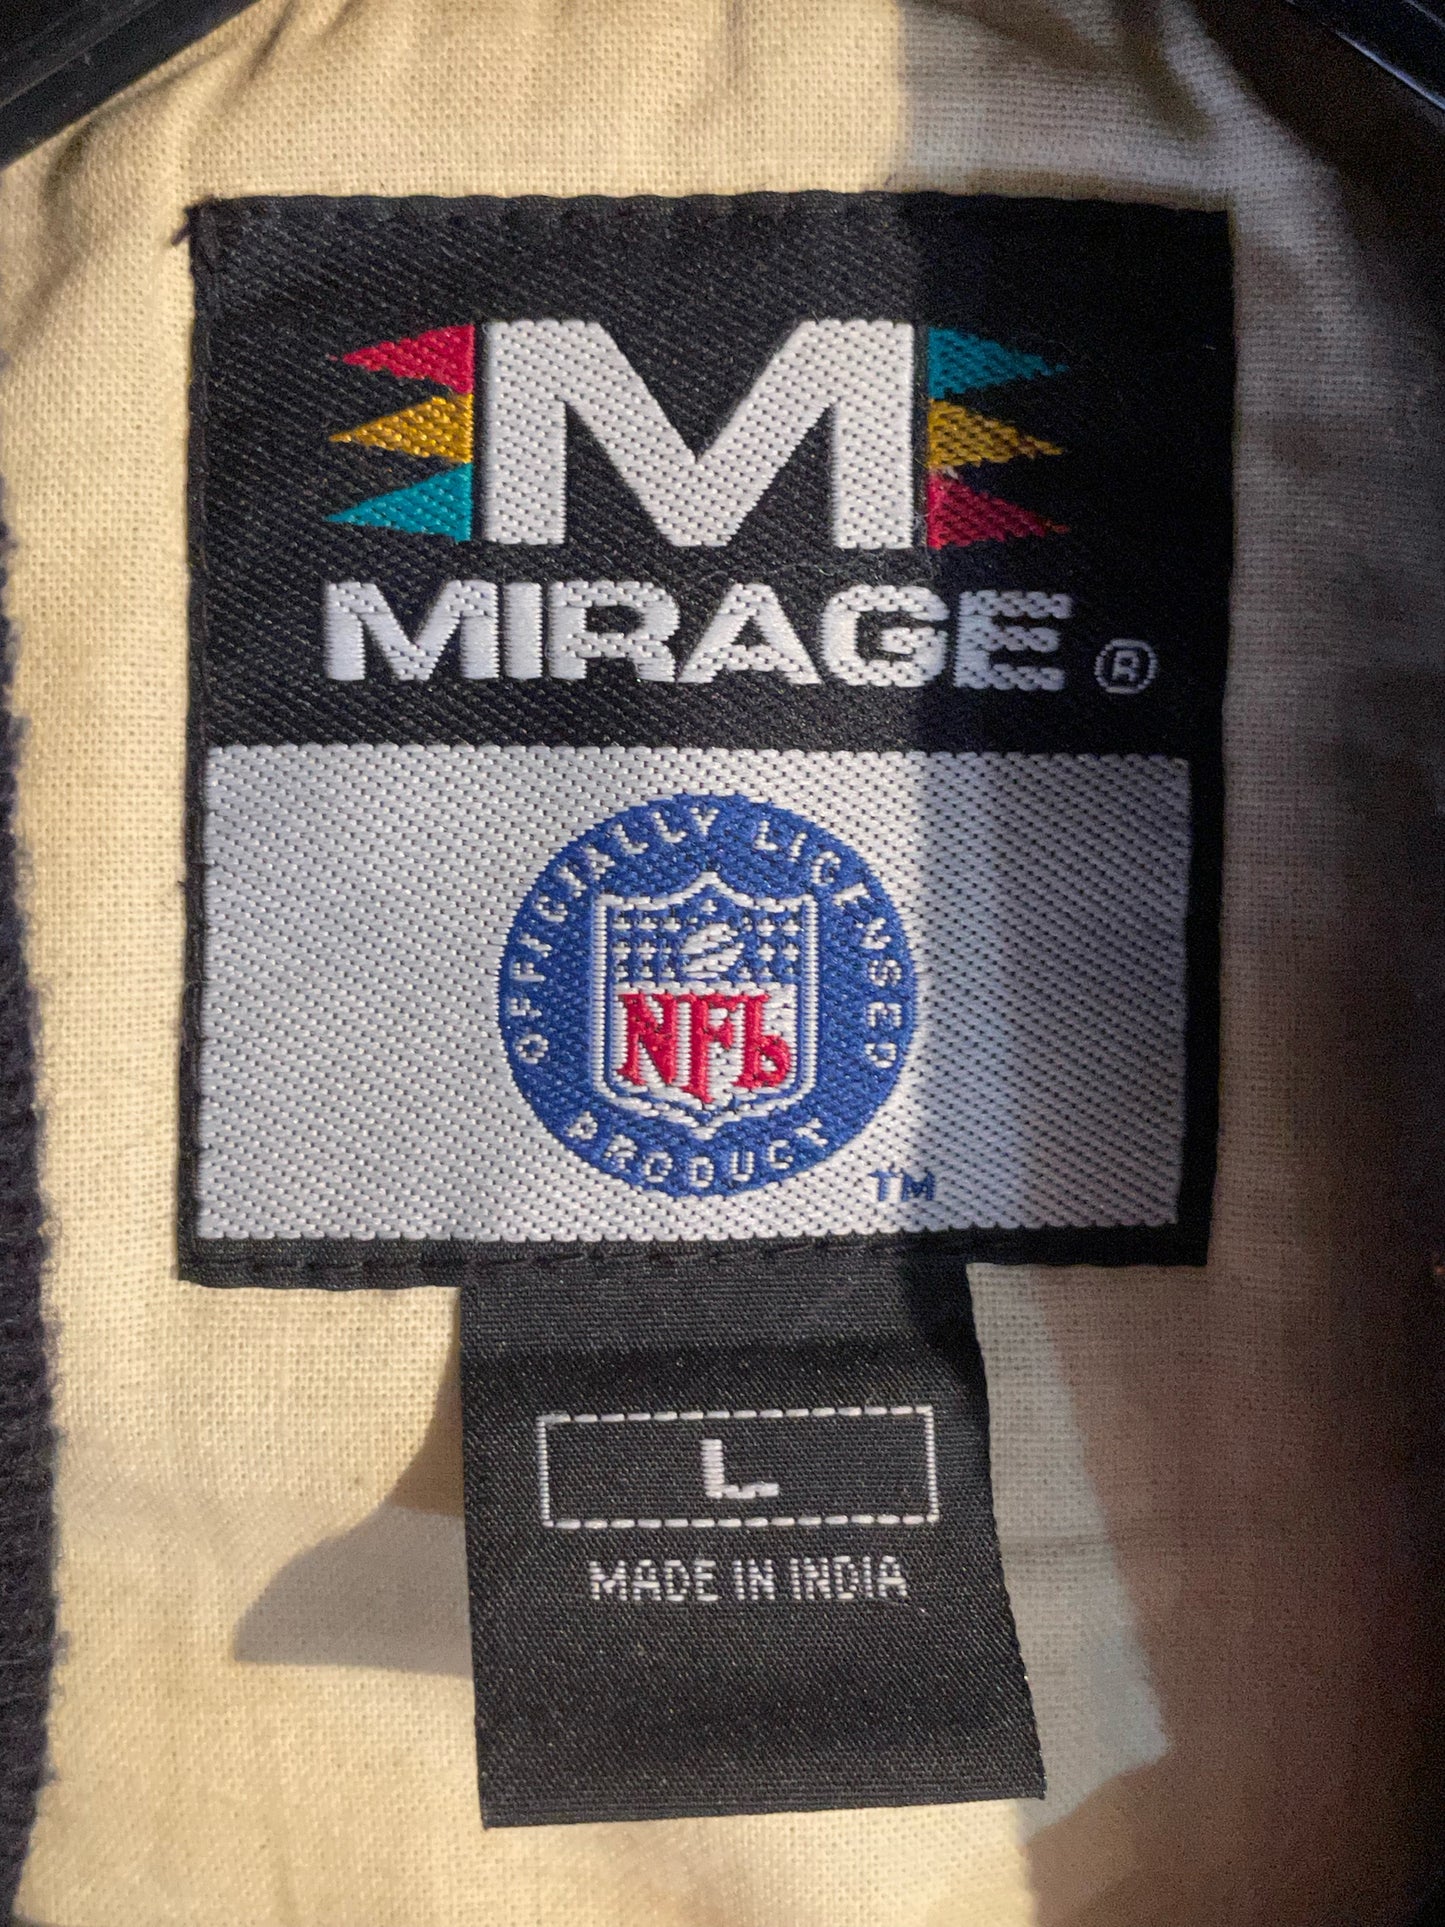 M
MIRAGE ®
OFFICIALLY LICENSED
NFL
PRODUCT
TM
L
MADE IN INDIA